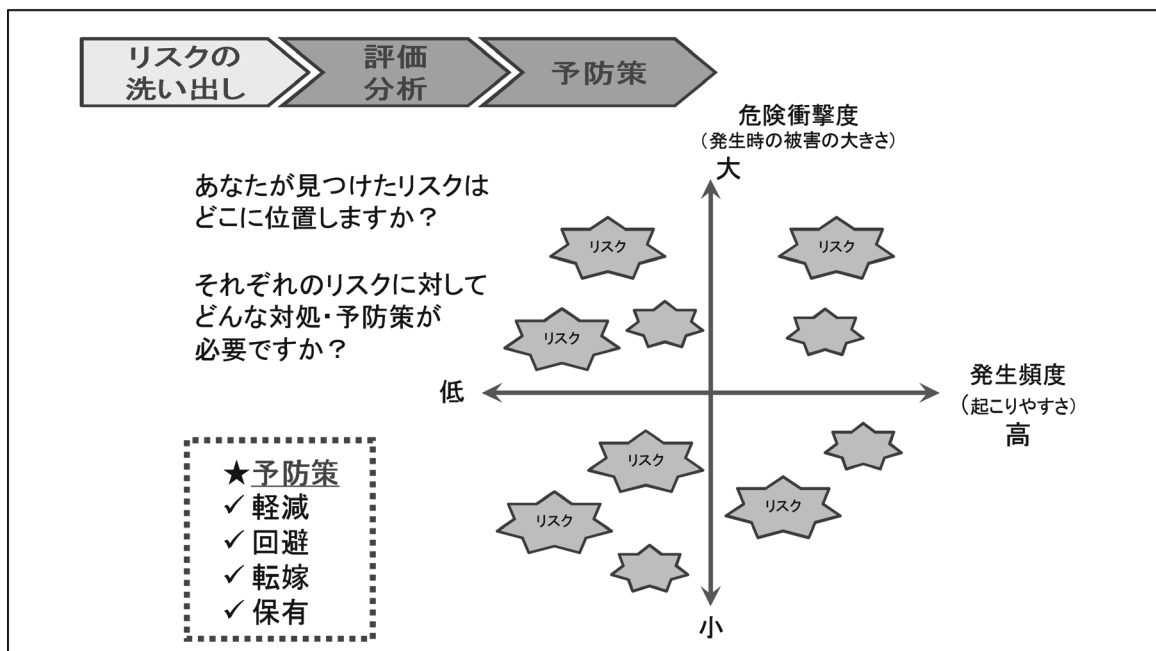 リスクの
洗い出し
評価
分析
予防策
危険衝撃度
（発生時の被害の大きさ）
大
あなたが見つけたリスクは
どこに位置しますか？
それぞれのリスクに対して
どんな対処・予防策が
必要ですか？
リスク
リスク
リスク
低
発生頻度
（起こりやすさ）
高
リスク
リスク
リスク
小
★予防策
✓軽減
✓回避
✓転嫁
✓保有